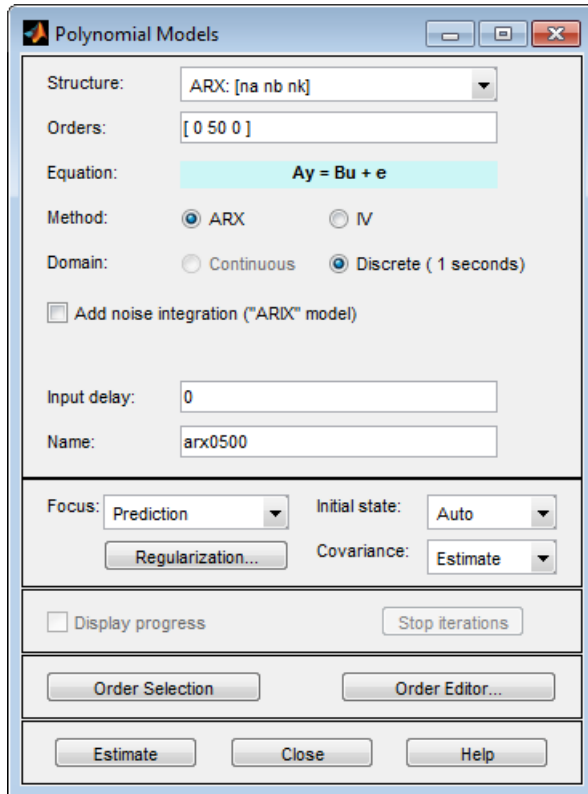 Polynomial Models
Structure: ARX: [na nb nk]
Orders: [ 0 50 0 ]
Equation: Ay = Bu + e
Method: ARX IV
Domain: Continuous Discrete ( 1 seconds)
Add noise integration ("ARIX" model)
Input delay: 0
Name: arx0500
Focus: Prediction Initial state: Auto
Regularization... Covariance: Estimate
Display progress Stop iterations
Order Selection Order Editor...
Estimate Close Help